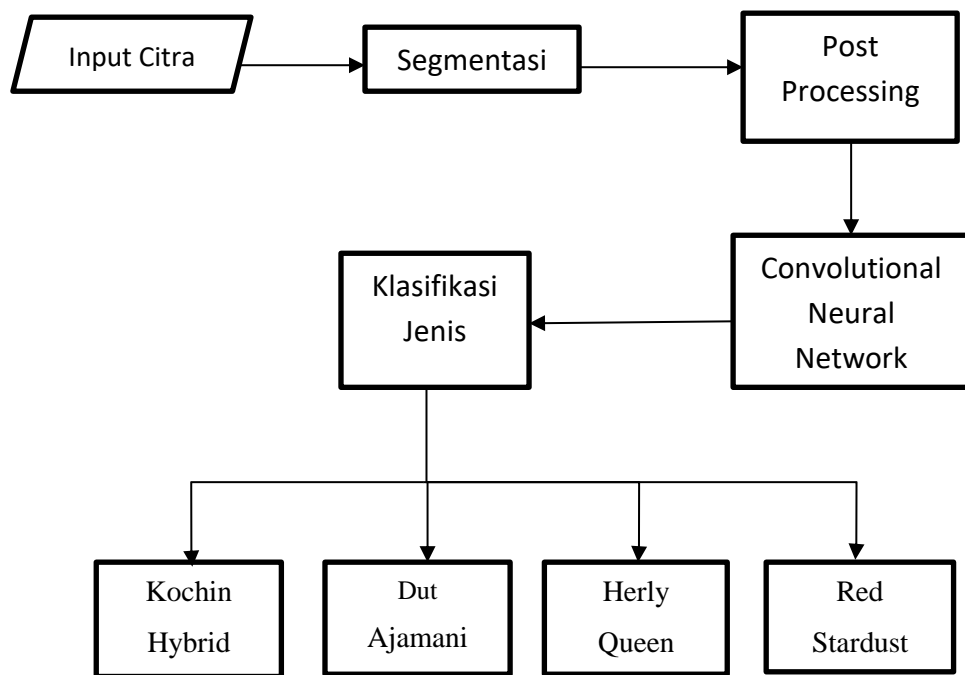 Input Citra
Segmentasi
Post
Processing
Convolutional
Neural
Network
Klasifikasi
Jenis
Kochin
Hybrid
Dut
Ajamani
Herly
Queen
Red
Stardust